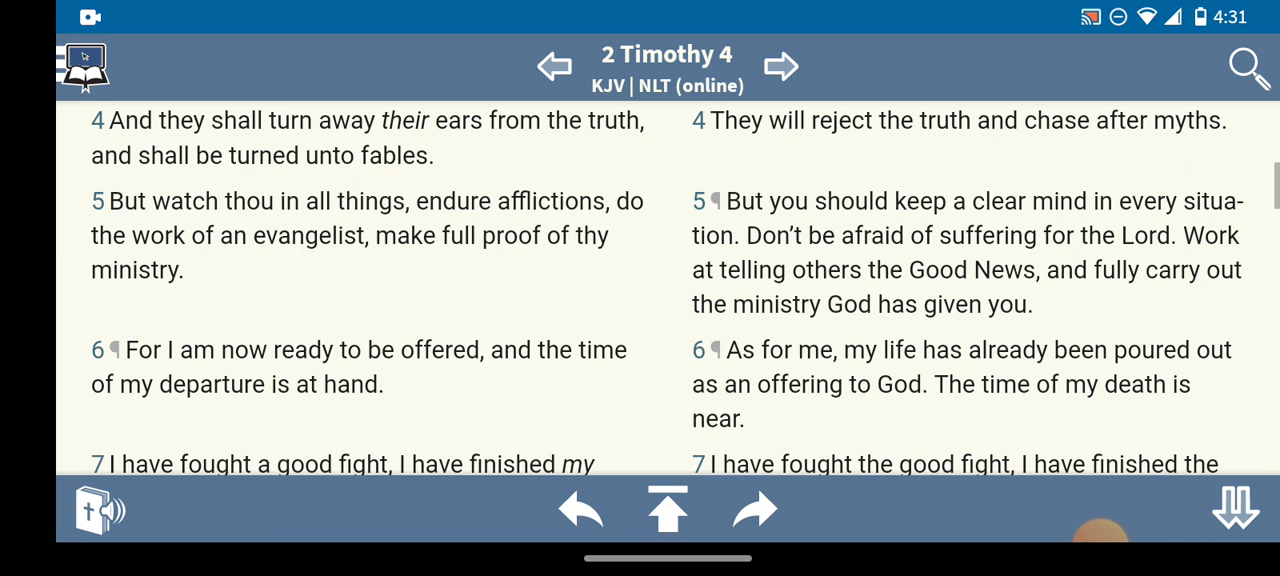 4:31
2 Timothy 4
KJV | NLT (online)
4 And they shall turn away their ears from the truth,
and shall be turned unto fables.
5 But watch thou in all things, endure afflictions, do
the work of an evangelist, make full proof of thy
ministry.
6 ¶ For I am now ready to be offered, and the time
of my departure is at hand.
7 I have fought a good fight, I have finished my
4 They will reject the truth and chase after myths.
5 ¶ But you should keep a clear mind in every situa-
tion. Don’t be afraid of suffering for the Lord. Work
at telling others the Good News, and fully carry out
the ministry God has given you.
6 ¶ As for me, my life has already been poured out
as an offering to God. The time of my death is
near.
7 I have fought the good fight, I have finished the